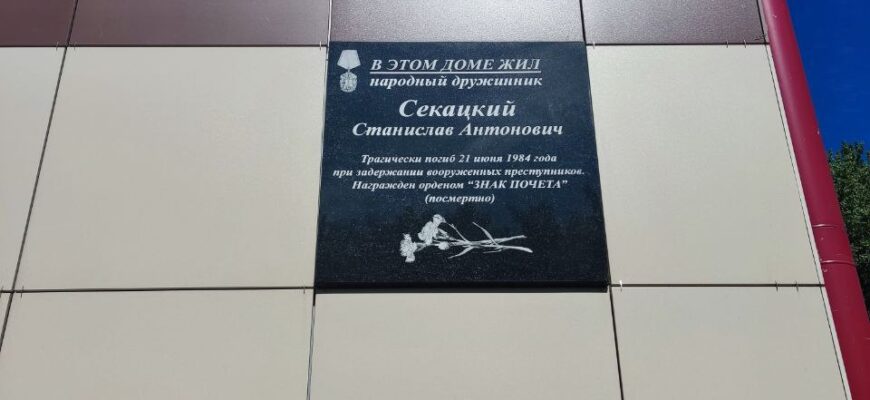 В ЭТОМ ДОМЕ ЖИЛ
народный дружинник
Секацкий
Станислав Антонович
Трагически погиб 21 июня 1984 года
при задержании вооруженных преступников.
Награжден орденом "ЗНАК ПОЧЕТА"
(посмертно)